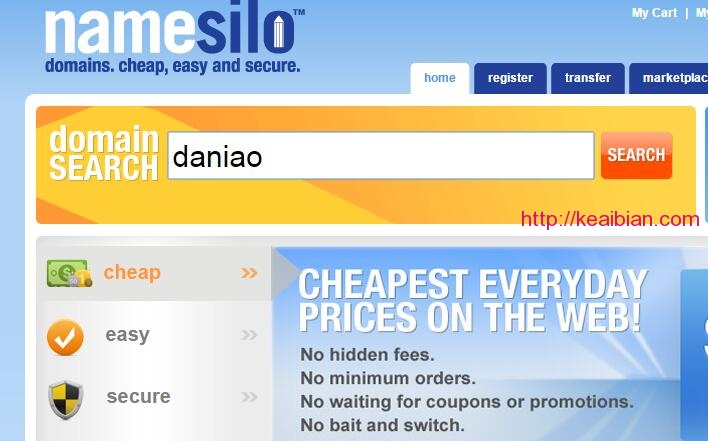 namesilo™
domains. cheap, easy and secure.
My Cart |
home
register
transfer
domain
SEARCH
daniao
SEARCH
http://keaibian.com
cheap »
easy »
secure »
CHEAPEST EVERYDAY
PRICES ON THE WEB!
No hidden fees.
No minimum orders.
No waiting for coupons or promotions.
No bait and switch.